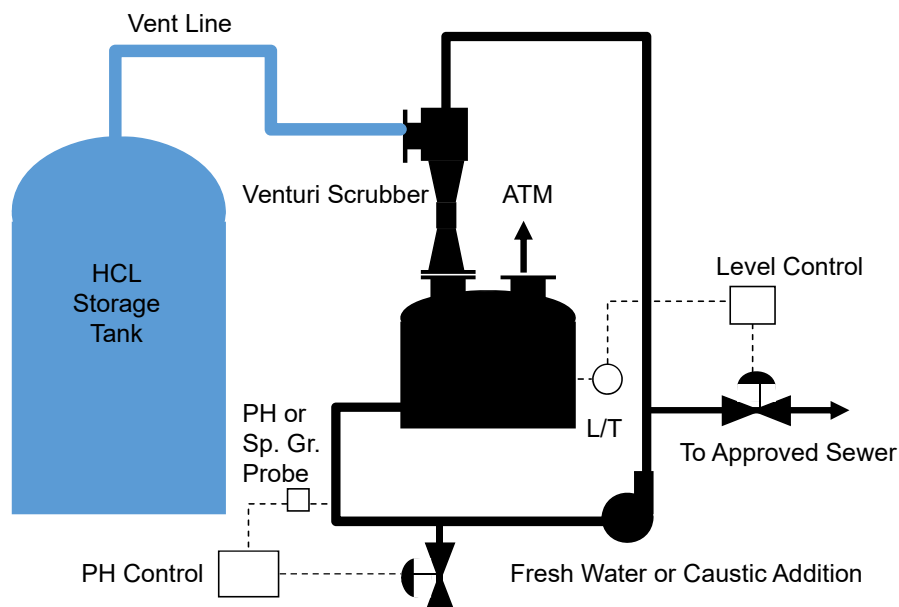 Vent Line
Venturi Scrubber
ATM
HCL
Storage
Tank
Level Control
PH or
Sp. Gr.
Probe
L/T
To Approved Sewer
PH Control
Fresh Water or Caustic Addition